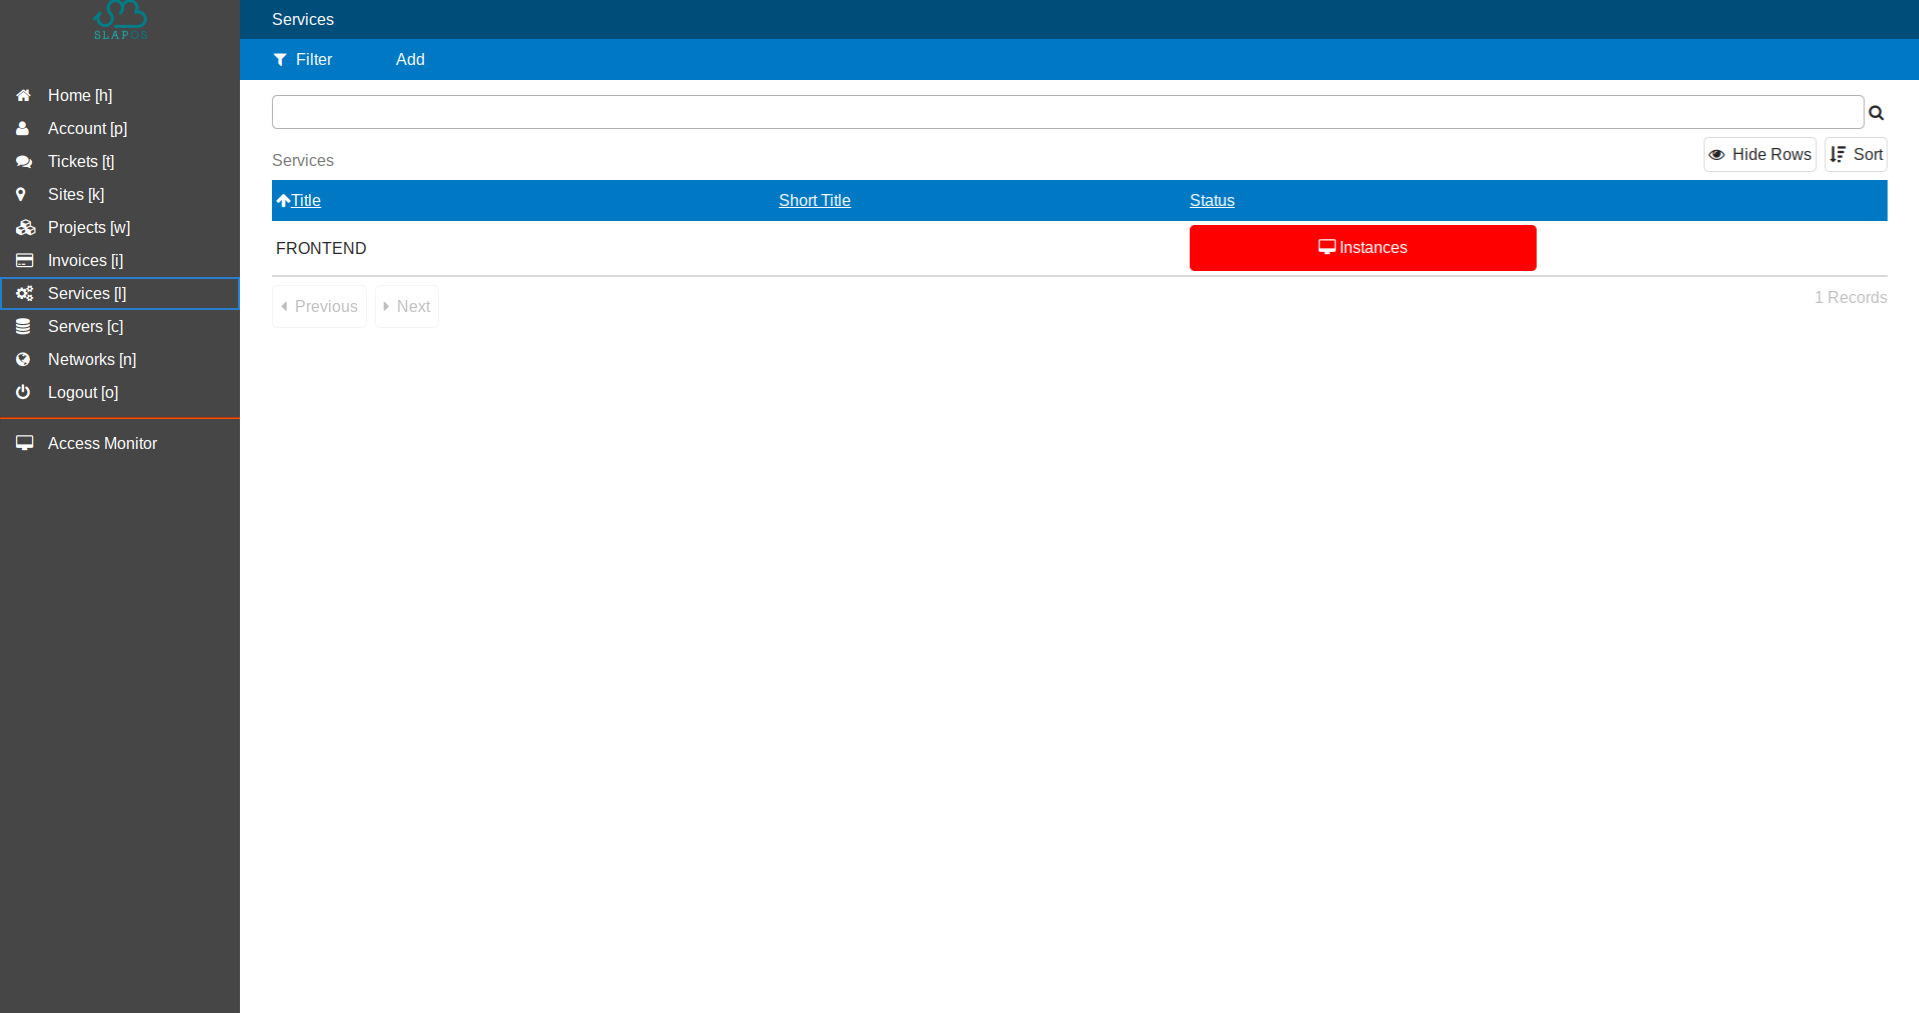 SLAPOS
Home [h]
Account [p]
Tickets [t]
Sites [k]
Projects [w]
Invoices [i]
Services [l]
Servers [c]
Networks [n]
Logout [o]
Access Monitor
Services
Filter Add
Services
Hide Rows Sort
Title Short Title Status
FRONTEND Instances
Previous Next 1 Records